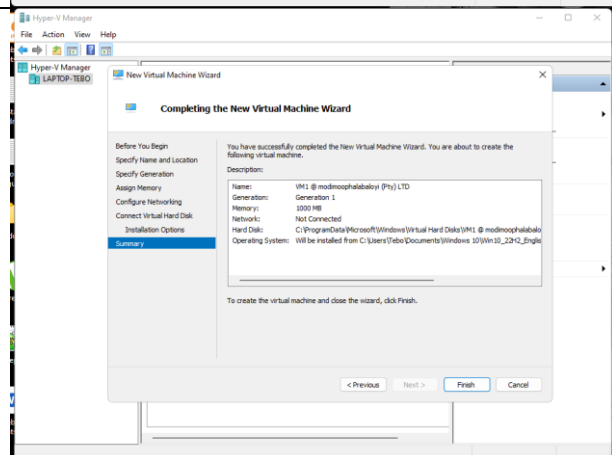 Hyper-V Manager
File Action View Help
Hyper-V Manager
LAPTOP-TEBO
New Virtual Machine Wizard
Completing the New Virtual Machine Wizard
Before You Begin
Specify Name and Location
Specify Generation
Assign Memory
Configure Networking
Connect Virtual Hard Disk
Installation Options
Summary
You have successfully completed the New Virtual Machine Wizard. You are about to create the
following virtual machine.
Description:
Name: VM1 @ modimoophalabaloyi (Pty) LTD
Generation: Generation 1
Memory: 1000 MB
Network: Not Connected
Hard Disk: C:\ProgramData\Microsoft\Windows\Virtual Hard Disks\VM1 @ modimoophalabalo
Operating System: Will be installed from C:\Users\Tebo\Documents\Windows 10\Win10_22H2_Englis
To create the virtual machine and close the wizard, click Finish.
< Previous Next > Finish Cancel